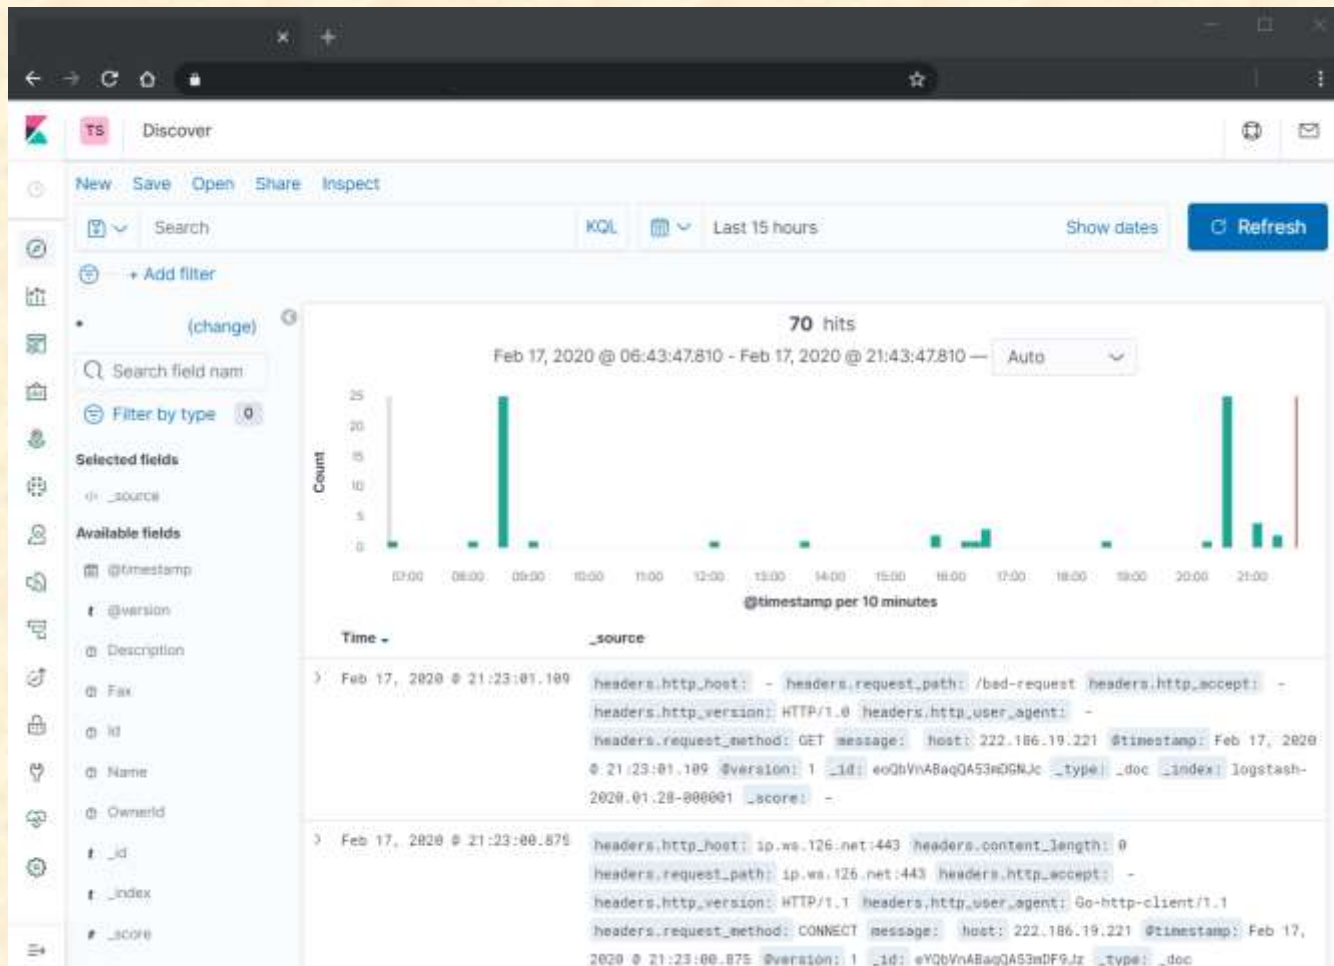 TS Discover
New Save Open Share Inspect
Search KQL Last 15 hours Show dates Refresh
+ Add filter
* (change)
70 hits
Feb 17, 2020 @ 06:43:47.810 - Feb 17, 2020 @ 21:43:47.810 — Auto
Search field nam
Filter by type 0
Selected fields
</> _source
Available fields
@timestamp
t @version
Description
Fax
Id
Name
OwnerId
t _id
t _index
# _score
Count
25
20
15
10
5
0
07:00 08:00 09:00 10:00 11:00 12:00 13:00 14:00 15:00 16:00 17:00 18:00 19:00 20:00 21:00
@timestamp per 10 minutes
Time _source
Feb 17, 2020 @ 21:23:01.109 headers.http_host: - headers.request_path: /bad-request headers.http_accept: -
headers.http_version: HTTP/1.0 headers.http_user_agent: -
headers.request_method: GET message: host: 222.186.19.221 @timestamp: Feb 17, 2020
@ 21:23:01.109 @version: 1 _id: eoQbVnABaqQA53mDGNJc _type: _doc _index: logstash-
2020.01.28-000001 _score: -
Feb 17, 2020 @ 21:23:00.875 headers.http_host: ip.ws.126.net:443 headers.content_length: 0
headers.request_path: ip.ws.126.net:443 headers.http_accept: -
headers.http_version: HTTP/1.1 headers.http_user_agent: Go-http-client/1.1
headers.request_method: CONNECT message: host: 222.186.19.221 @timestamp: Feb 17,
2020 @ 21:23:00.875 @version: 1 _id: eYQbVnABaqQA53mDF9Jz _type: _doc